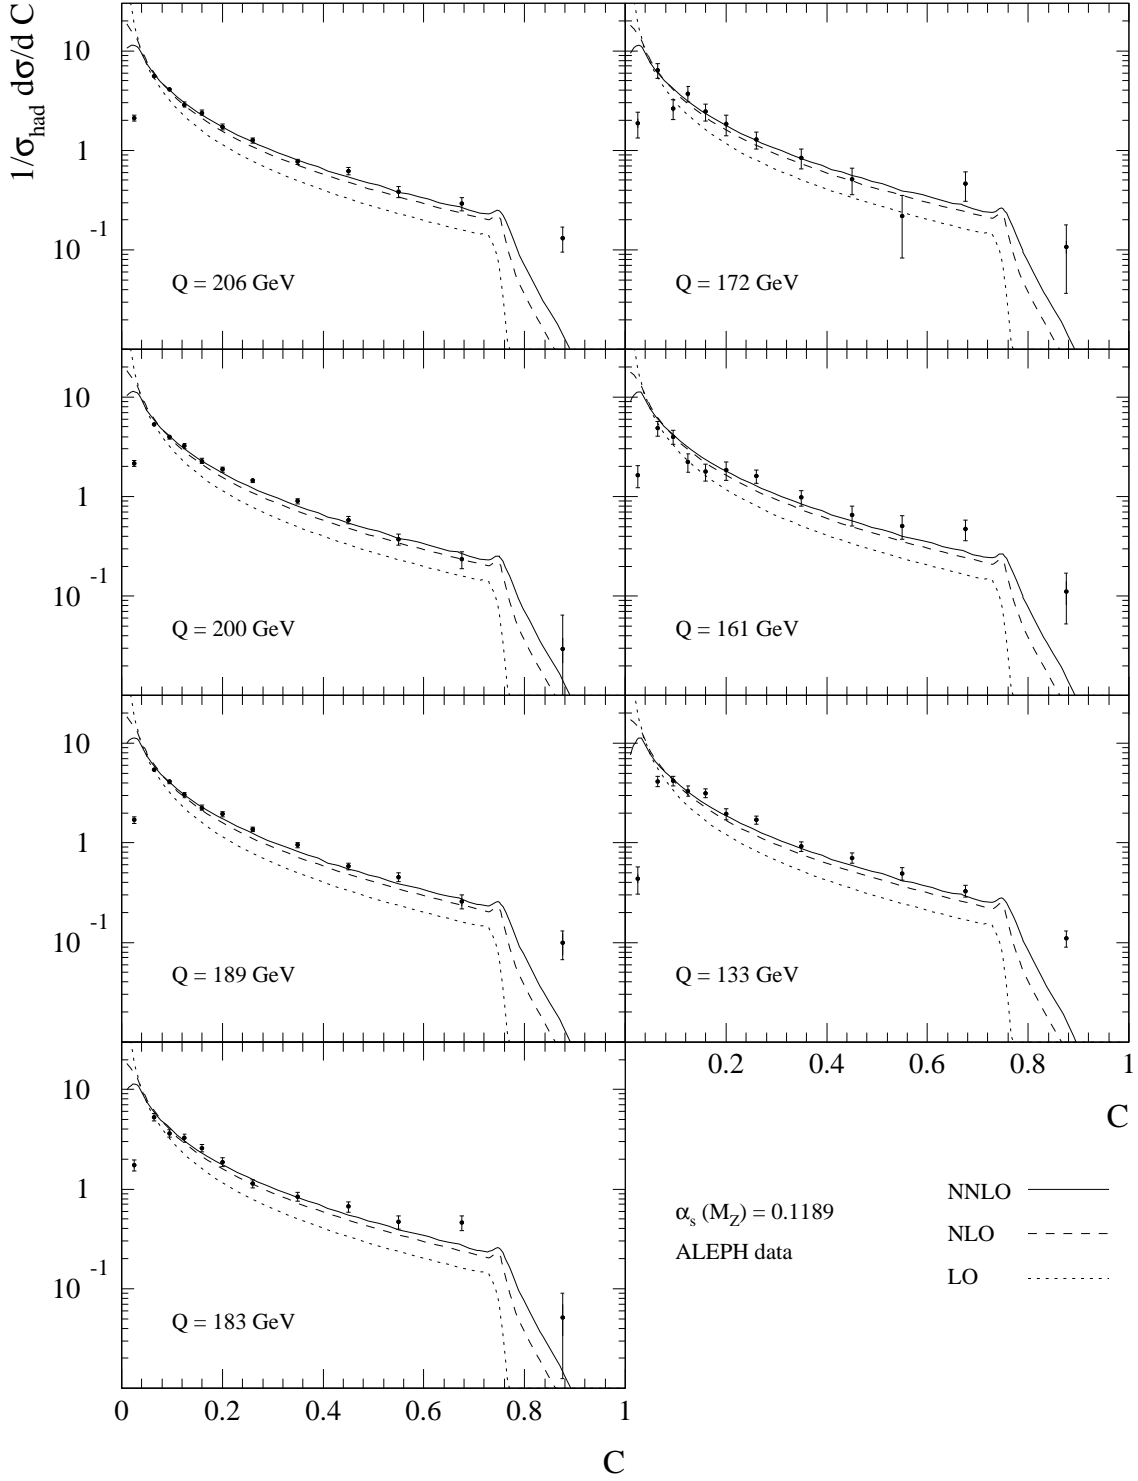 1/σ_had dσ/d C
10
1
10^-1
Q = 206 GeV
Q = 172 GeV
10
1
10^-1
Q = 200 GeV
Q = 161 GeV
10
1
10^-1
Q = 189 GeV
Q = 133 GeV
0.2 0.4 0.6 0.8 1
C
10
1
10^-1
Q = 183 GeV
0 0.2 0.4 0.6 0.8 1
C
α_s (M_Z) = 0.1189
ALEPH data
NNLO
NLO
LO